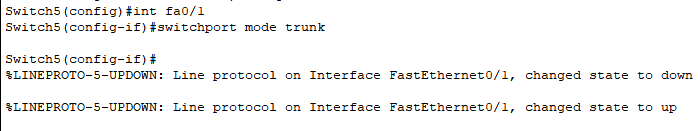 Switch5(config)#int fa0/1
Switch5(config-if)#switchport mode trunk
Switch5(config-if)#
%LINEPROTO-5-UPDOWN: Line protocol on Interface FastEthernet0/1, changed state to down
%LINEPROTO-5-UPDOWN: Line protocol on Interface FastEthernet0/1, changed state to up